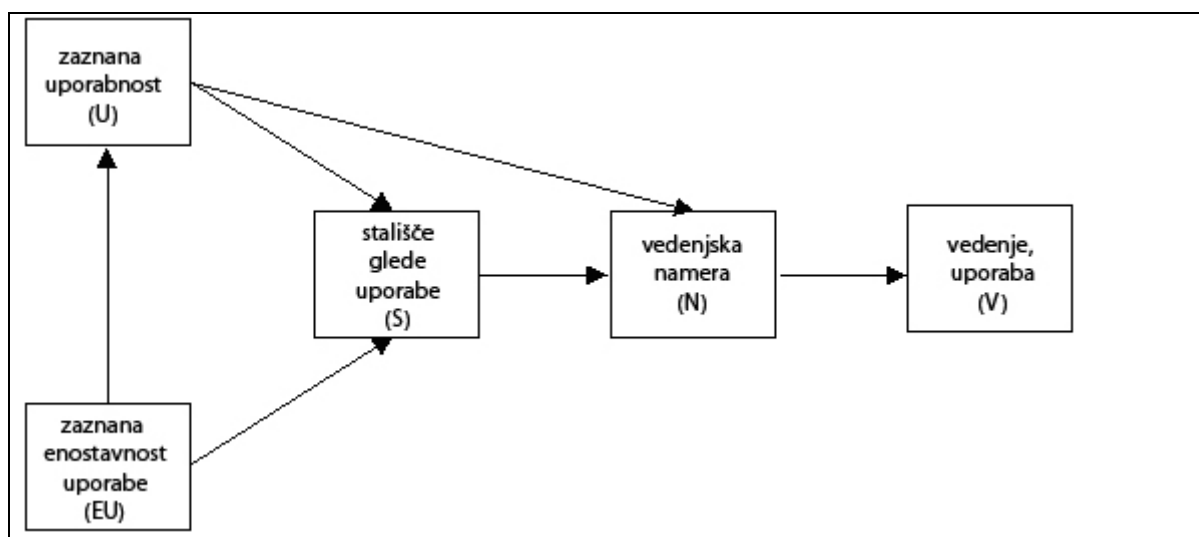 zaznana
uporabnost
(U)
stališče
glede
uporabe
(S)
vedenjska
namera
(N)
vedenje,
uporaba
(V)
zaznana
enostavnost
uporabe
(EU)